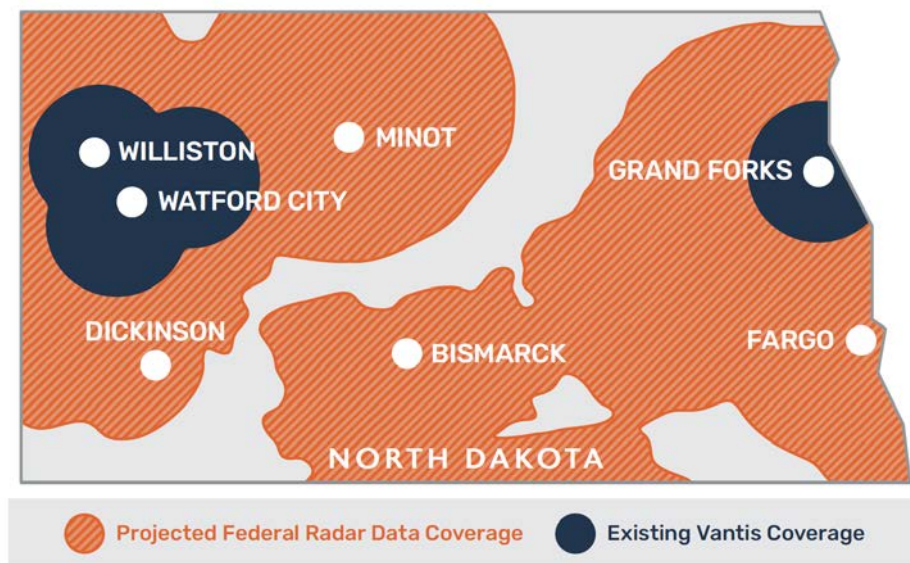 WILLISTON
MINOT
GRAND FORKS
WATFORD CITY
DICKINSON
BISMARCK
FARGO
NORTH DAKOTA
Projected Federal Radar Data Coverage
Existing Vantis Coverage